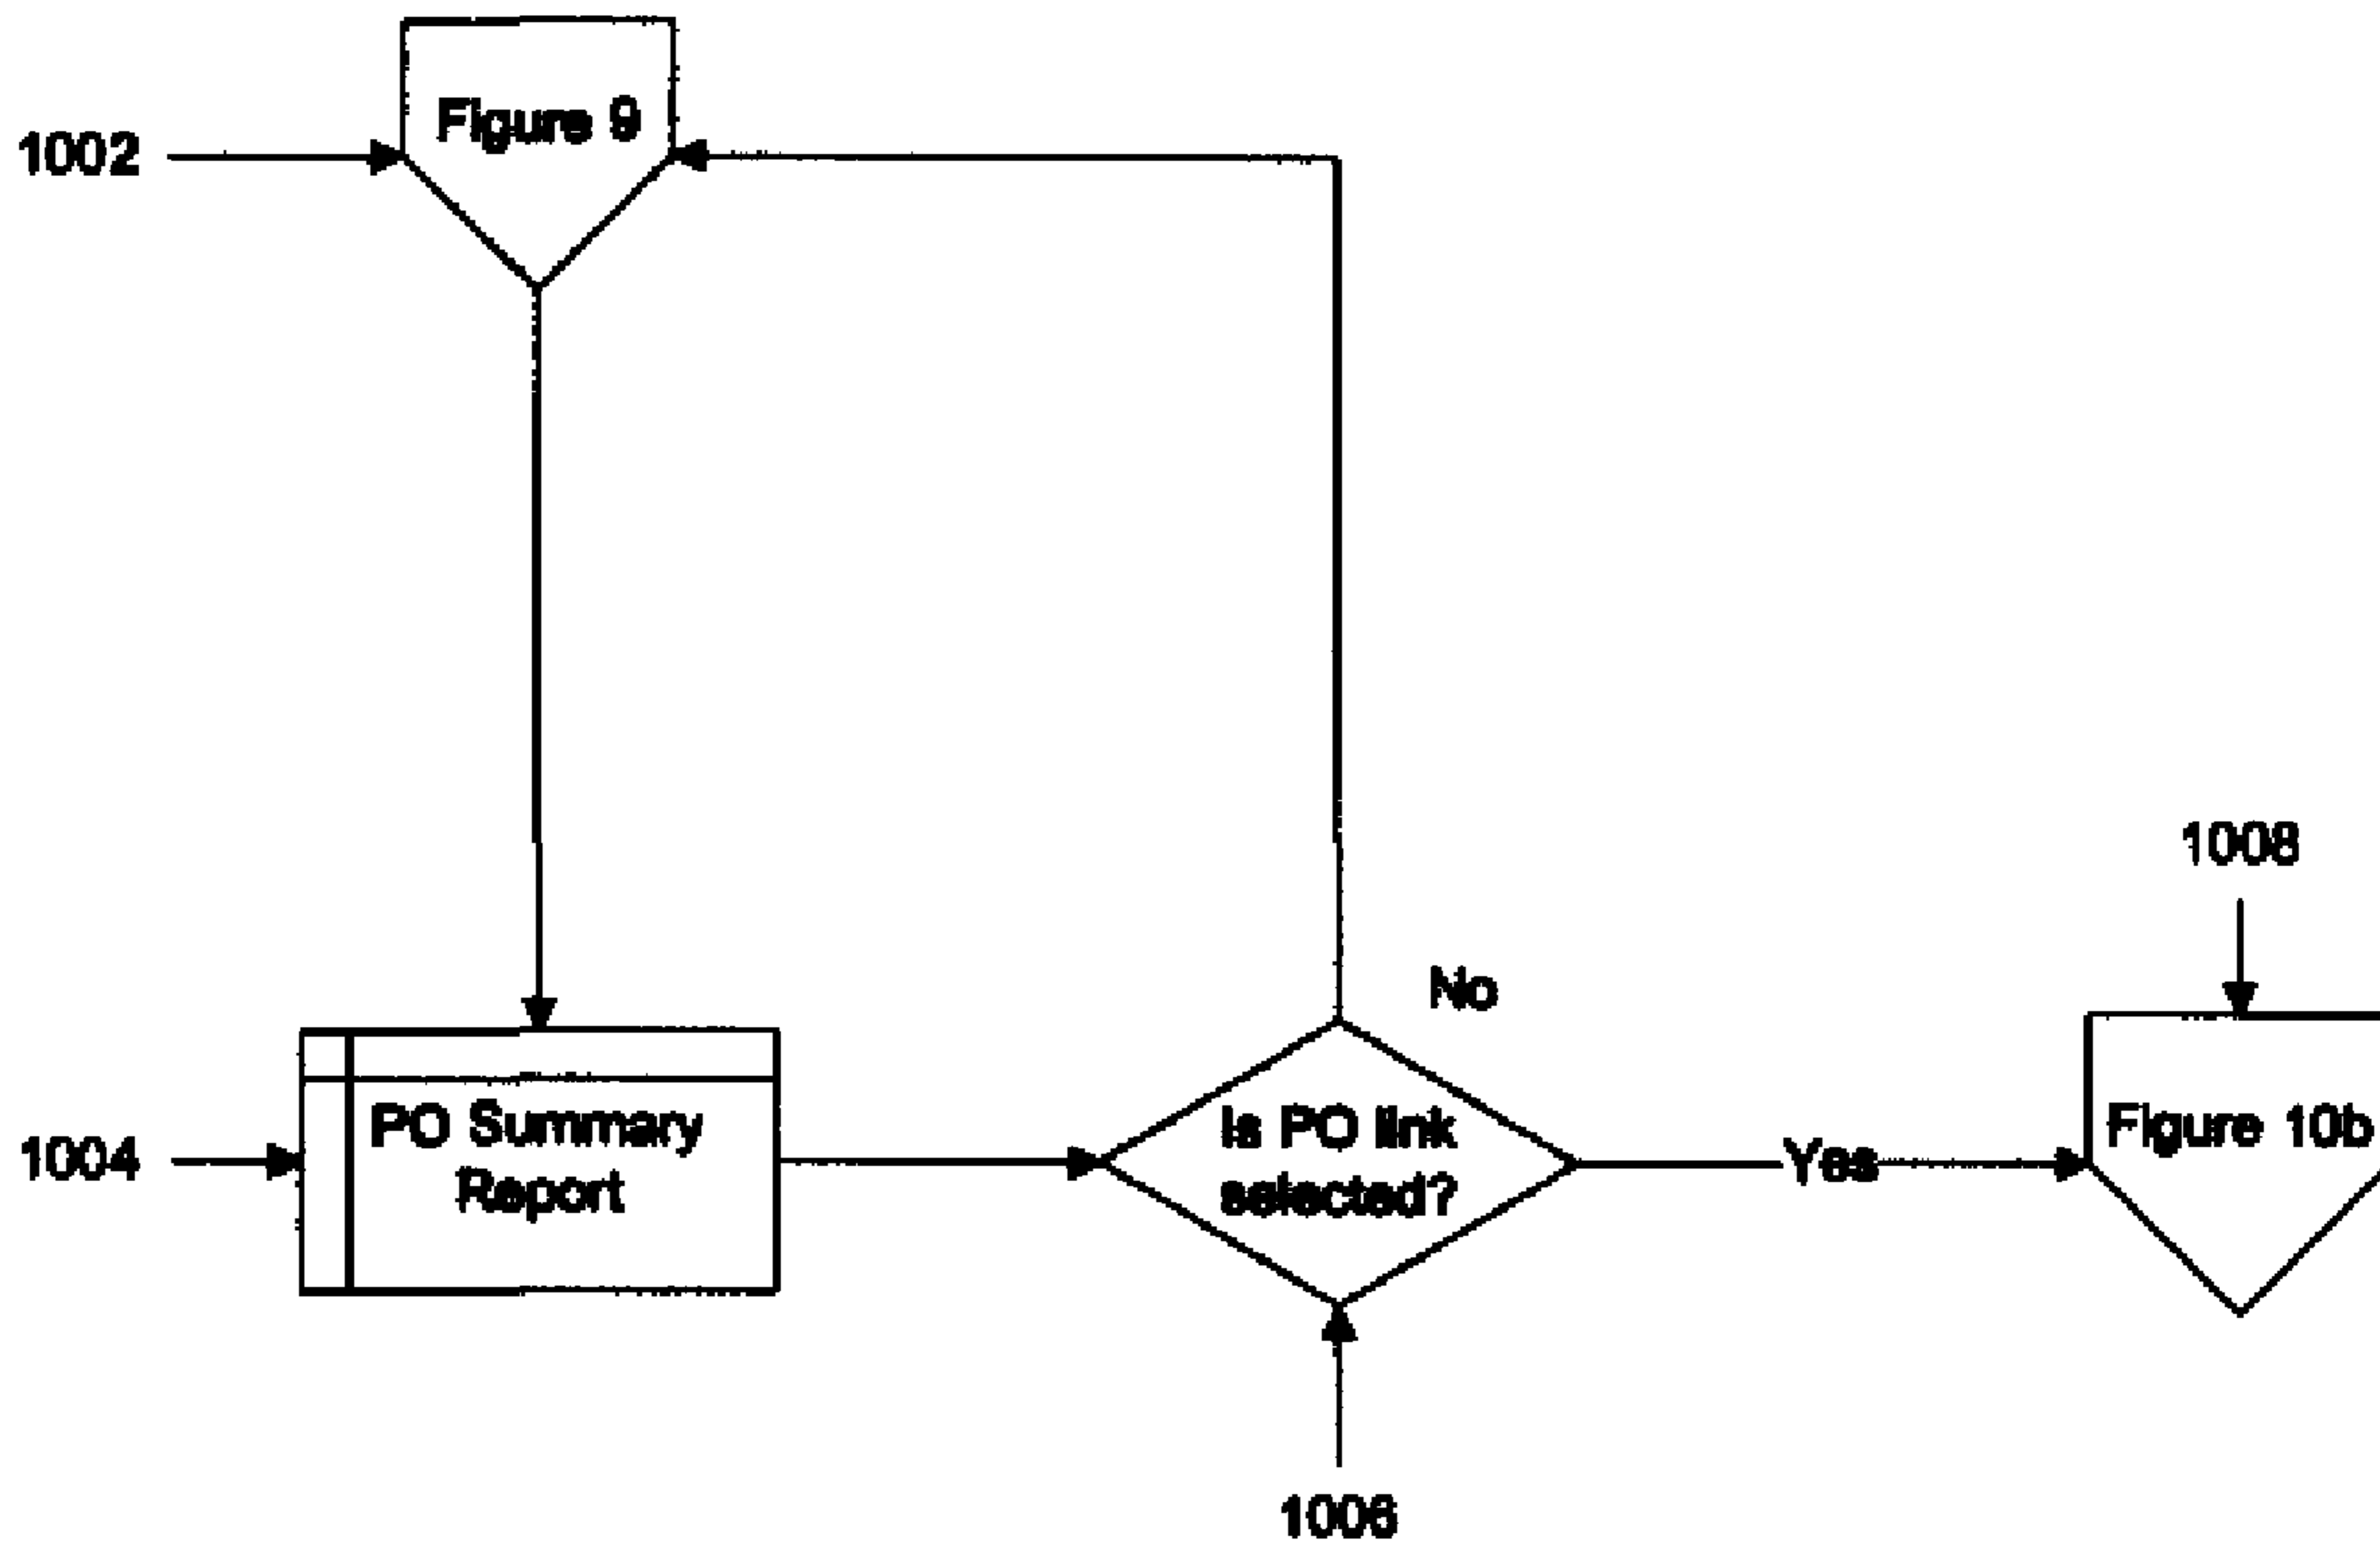 Figure 9
1002
1008
No
PO Summary
Report
1004
Is PO link
selected?
Yes
Figure 10b
1006